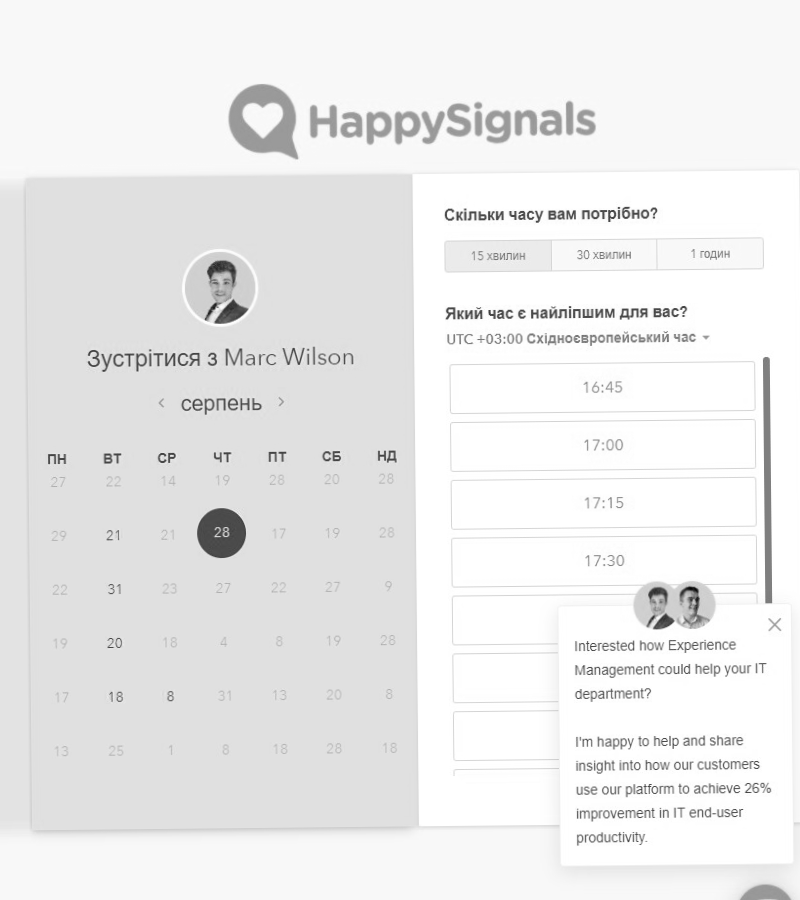 HappySignals
Зустрітися з Marc Wilson
серпень
ПН ВТ СР ЧТ ПТ СБ НД
27 22 14 19 28 20 28
29 21 21 28 17 19 28
22 31 23 27 22 27 9
19 20 18 4 8 19 28
17 18 8 31 13 20 8
13 25 1 8 18 28 18
Скільки часу вам потрібно?
15 хвилин 30 хвилин 1 годин
Який час є найліпшим для вас?
UTC +03:00 Східноєвропейський час
16:45
17:00
17:15
17:30
Interested how Experience
Management could help your IT
department?
I'm happy to help and share
insight into how our customers
use our platform to achieve 26%
improvement in IT end-user
productivity.